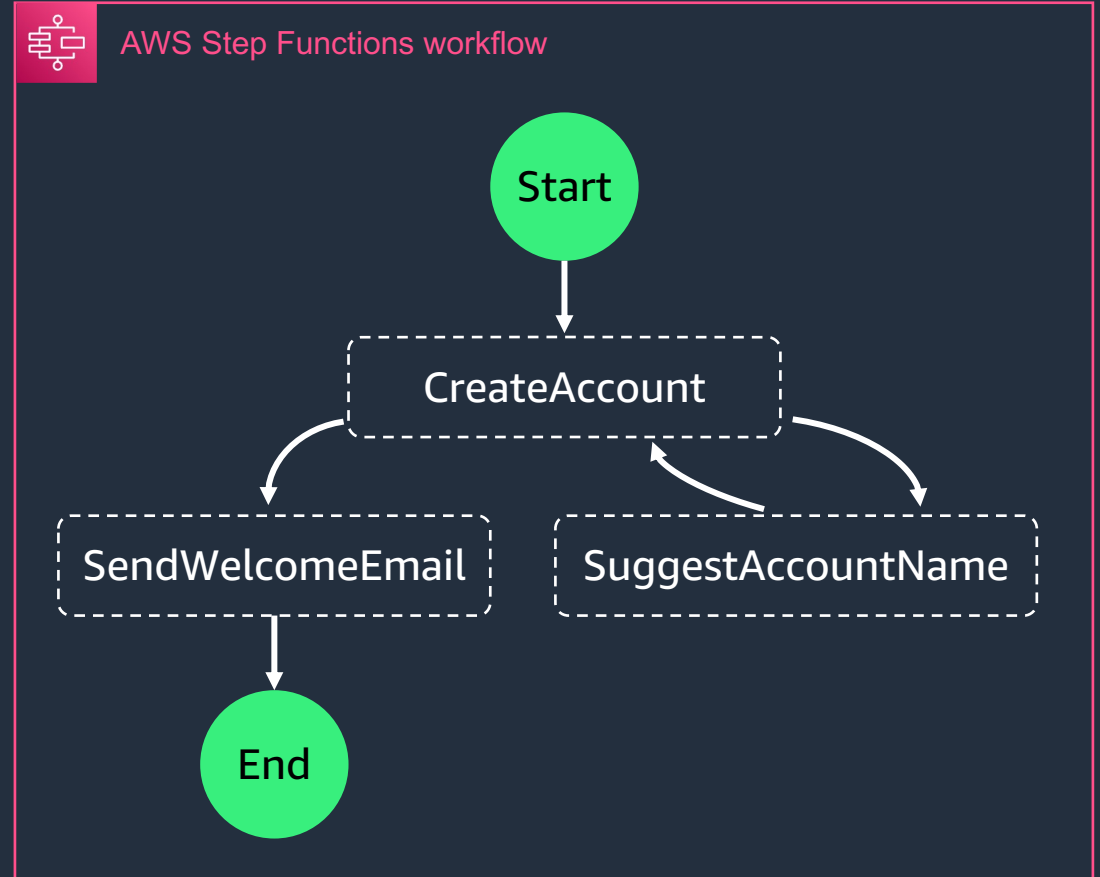 AWS Step Functions workflow
Start
CreateAccount
SendWelcomeEmail
SuggestAccountName
End